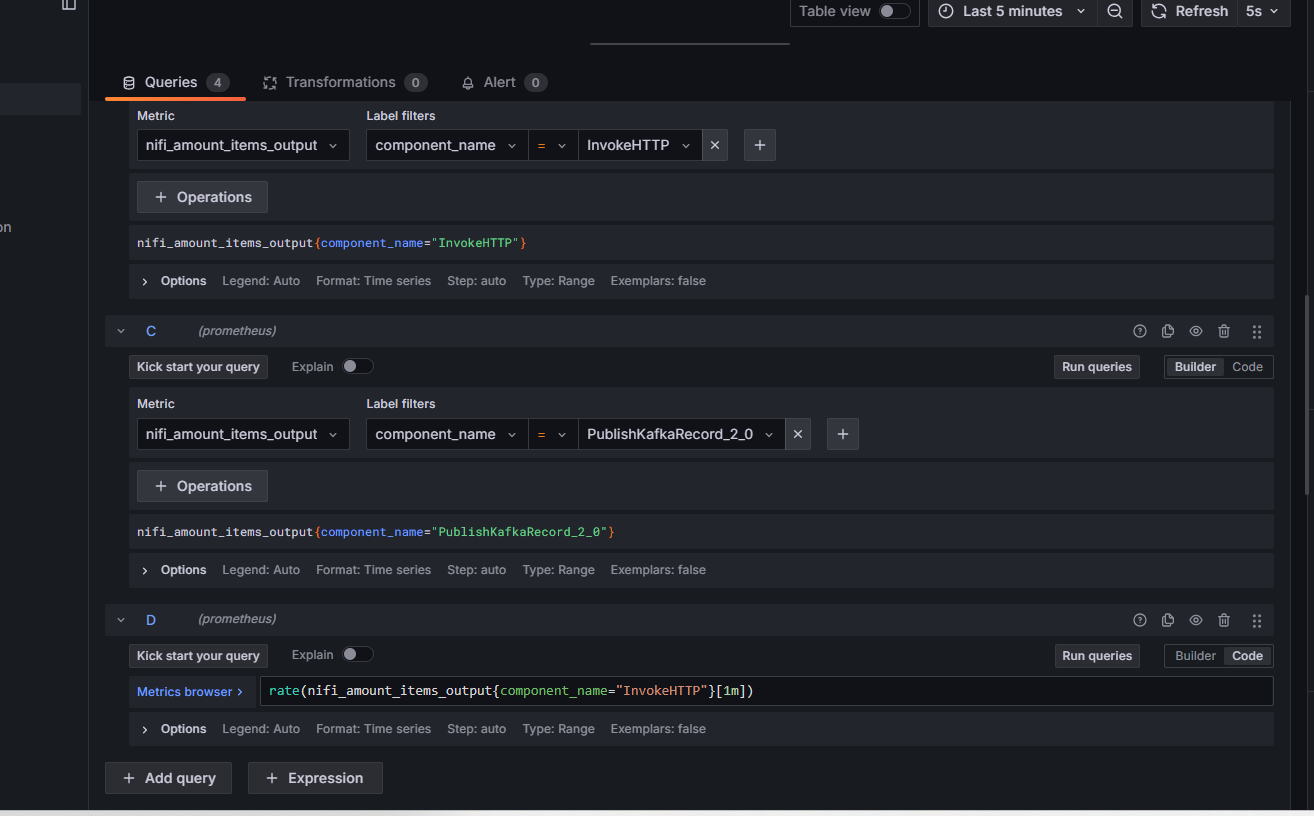 Table view Last 5 minutes Refresh 5s
Queries 4 Transformations 0 Alert 0
Metric Label filters
nifi_amount_items_output component_name = InvokeHTTP
+ Operations
on
nifi_amount_items_output{component_name="InvokeHTTP"}
Options Legend: Auto Format: Time series Step: auto Type: Range Exemplars: false
C (prometheus)
Kick start your query Explain Run queries Builder Code
Metric Label filters
nifi_amount_items_output component_name = PublishKafkaRecord_2_0
+ Operations
nifi_amount_items_output{component_name="PublishKafkaRecord_2_0"}
Options Legend: Auto Format: Time series Step: auto Type: Range Exemplars: false
D (prometheus)
Kick start your query Explain Run queries Builder Code
Metrics browser > rate(nifi_amount_items_output{component_name="InvokeHTTP"}[1m])
Options Legend: Auto Format: Time series Step: auto Type: Range Exemplars: false
+ Add query + Expression